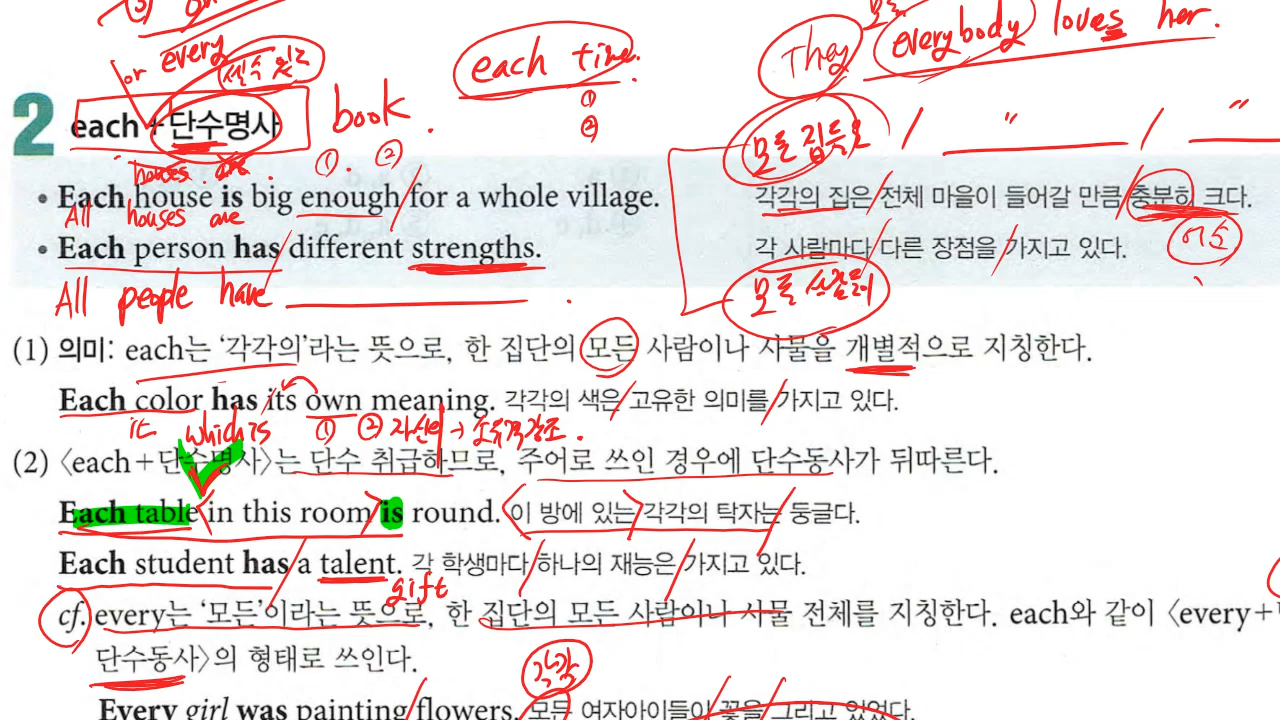 or every
셀 수 있는
each time.
They
everybody loves her.
2 each + 단수명사
book.
① ②
①
②
모든 집들은 / " / "
houses are
• Each house is big enough for a whole village. 각각의 집은 전체 마을이 들어갈 만큼 충분히 크다.
All houses are
• Each person has different strengths. 각 사람마다 다른 장점을 가지고 있다.
All people have
모든 사람들이
(1) 의미: each는 ‘각각의’라는 뜻으로, 한 집단의 모든 사람이나 사물을 개별적으로 지칭한다.
Each color has its own meaning. 각각의 색은 고유한 의미를 가지고 있다.
it which is ① ② 자신의 → 소유격강조.
(2) 〈each+단수명사〉는 단수 취급하므로, 주어로 쓰인 경우에 단수동사가 뒤따른다.
Each table in this room is round. 이 방에 있는 각각의 탁자는 둥글다.
Each student has a talent. 각 학생마다 하나의 재능은 가지고 있다.
gift
cf. every는 ‘모든’이라는 뜻으로, 한 집단의 모든 사람이나 사물 전체를 지칭한다. each와 같이 〈every+
단수동사〉의 형태로 쓰인다.
각각
Every girl was painting flowers. 모든 여자아이들이 꽃을 그리고 있었다.